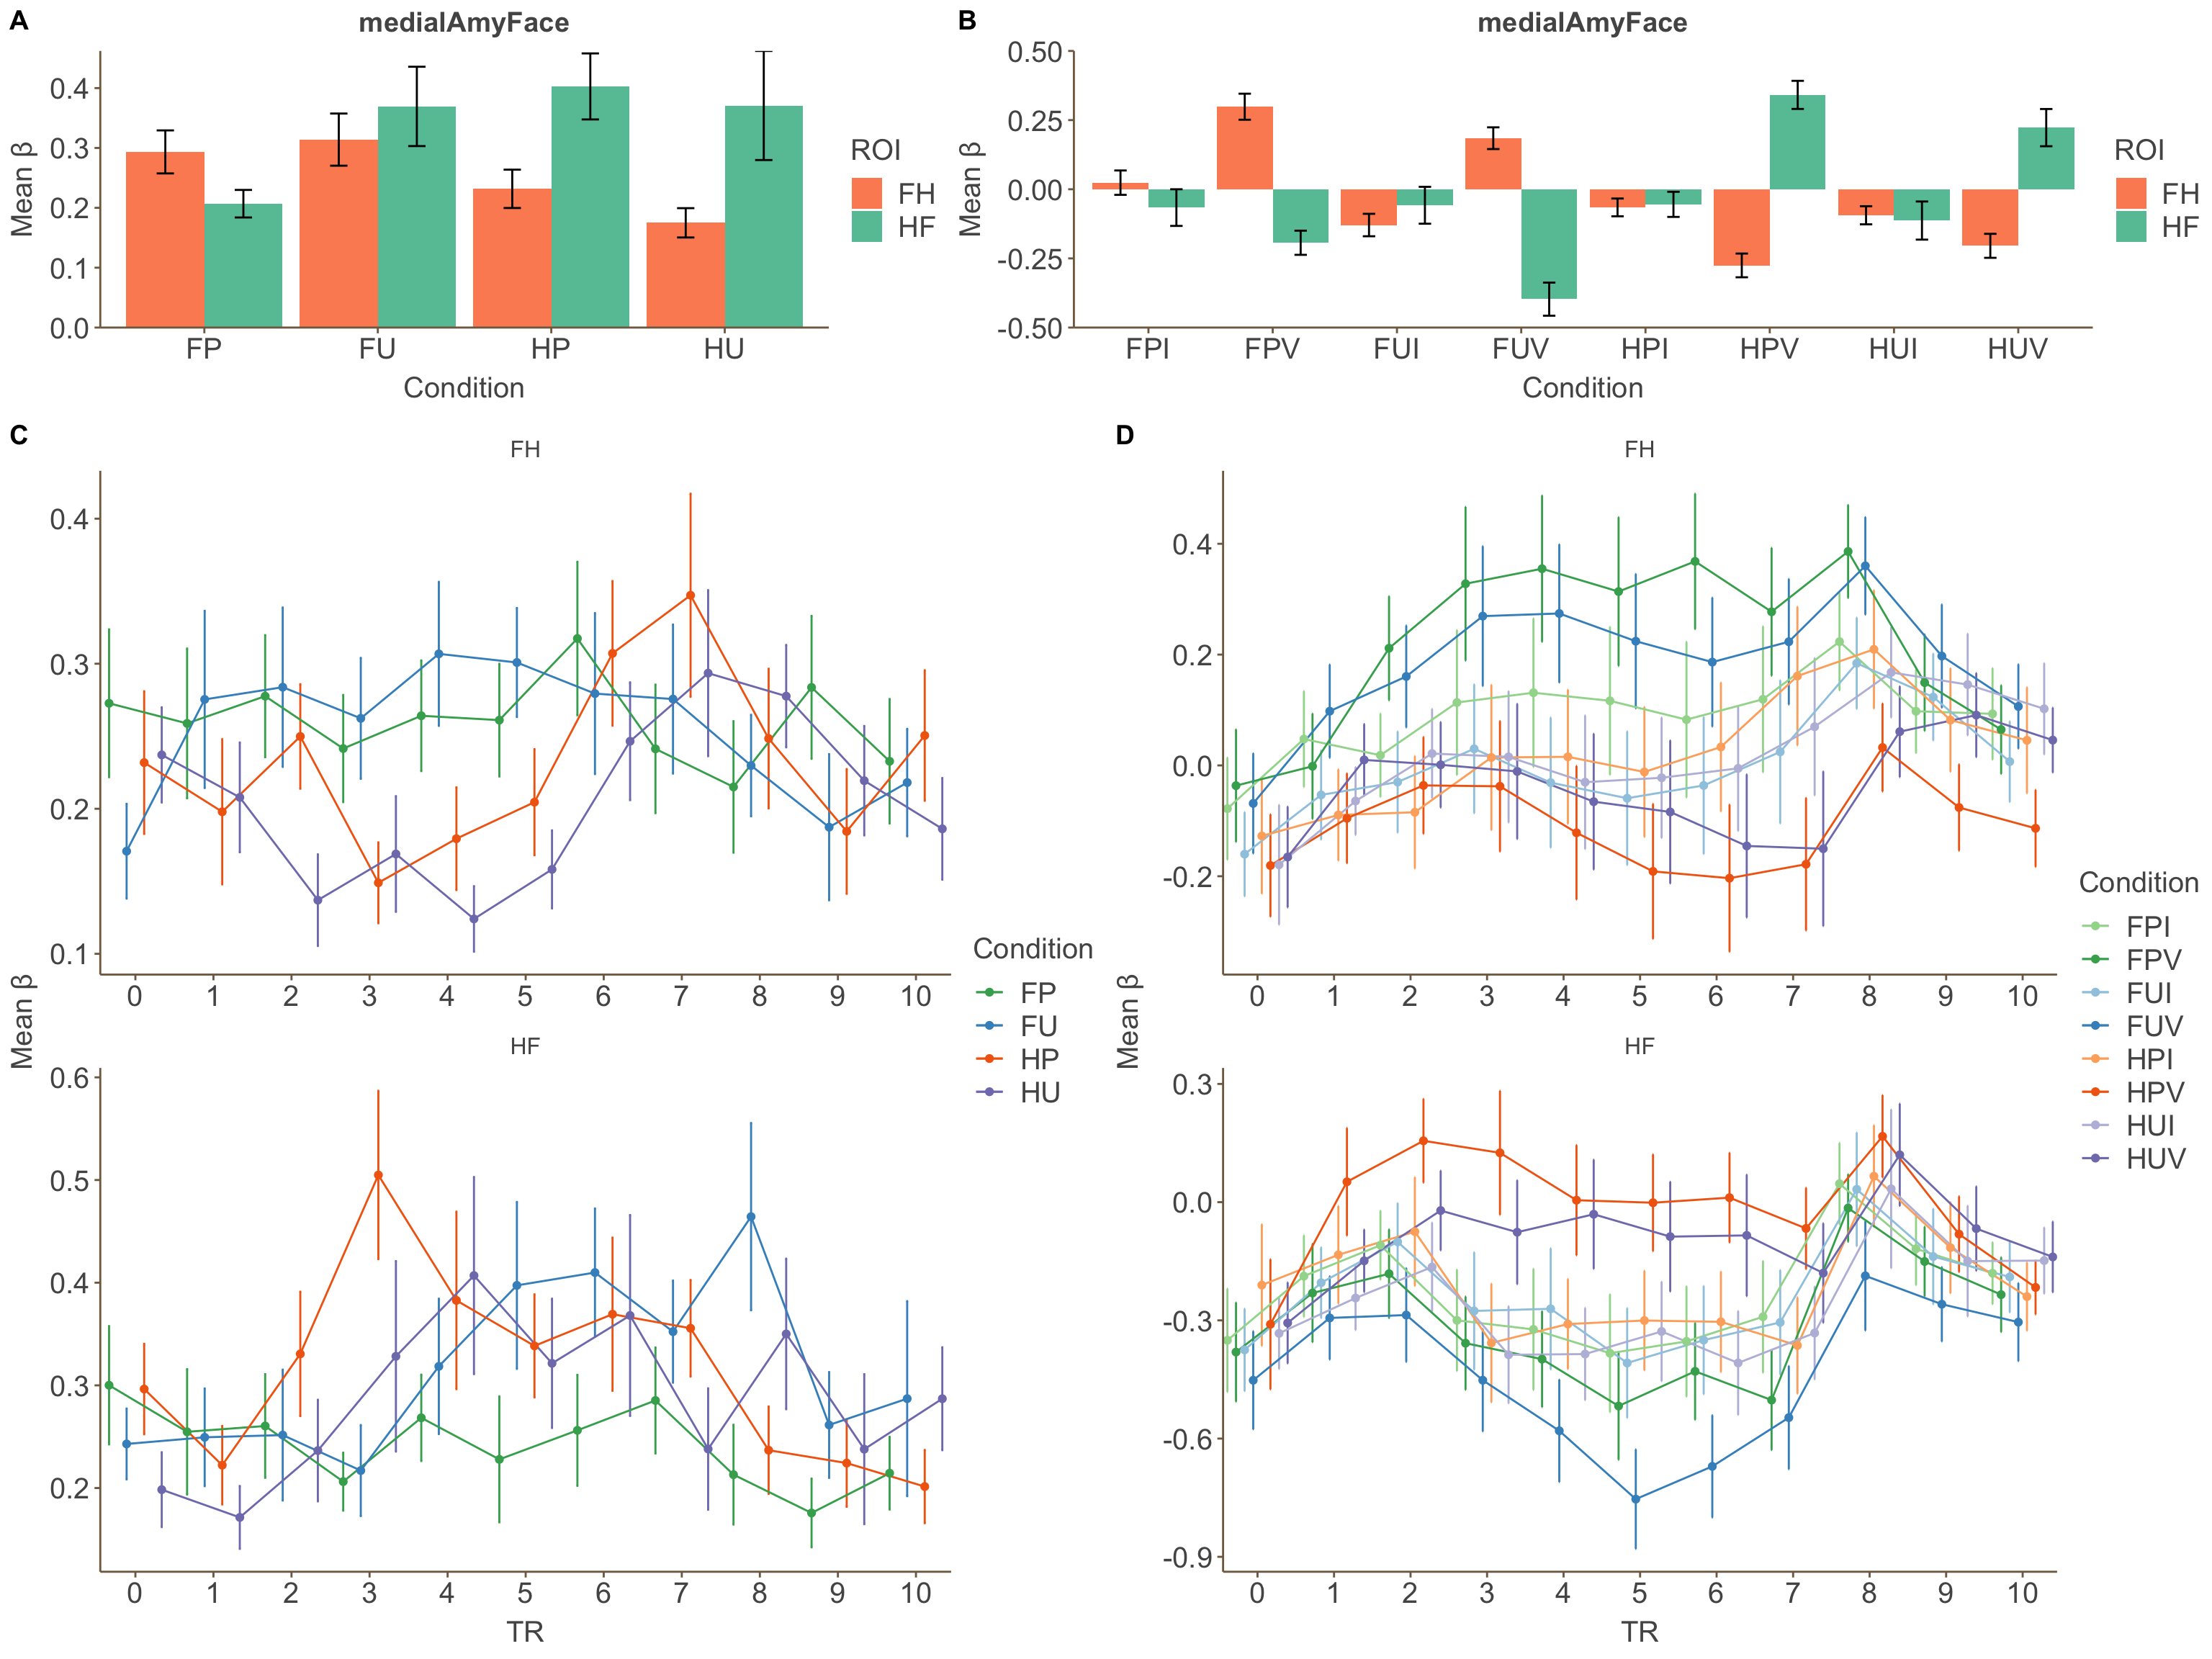 A
medialAmyFace
Mean β
0.4
0.3
0.2
0.1
0.0
FP FU HP HU
Condition
ROI
FH
HF
B
medialAmyFace
Mean β
0.50
0.25
0.00
-0.25
-0.50
FPI FPV FUI FUV HPI HPV HUI HUV
Condition
ROI
FH
HF
C
FH
0.4
0.3
0.2
0.1
0 1 2 3 4 5 6 7 8 9 10
Mean β
HF
0.6
0.5
0.4
0.3
0.2
0 1 2 3 4 5 6 7 8 9 10
TR
Condition
FP
FU
HP
HU
D
FH
0.4
0.2
0.0
-0.2
0 1 2 3 4 5 6 7 8 9 10
Mean β
HF
0.3
0.0
-0.3
-0.6
-0.9
0 1 2 3 4 5 6 7 8 9 10
TR
Condition
FPI
FPV
FUI
FUV
HPI
HPV
HUI
HUV